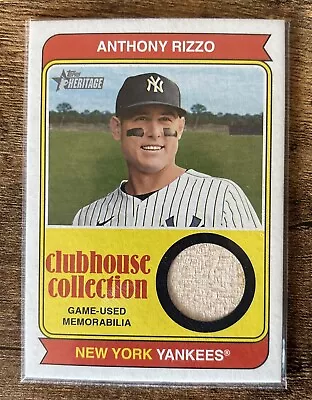 ANTHONY RIZZO
Topps
HERITAGE
NY
clubhouse
collection
GAME-USED
MEMORABILIA
NEW YORK YANKEES®